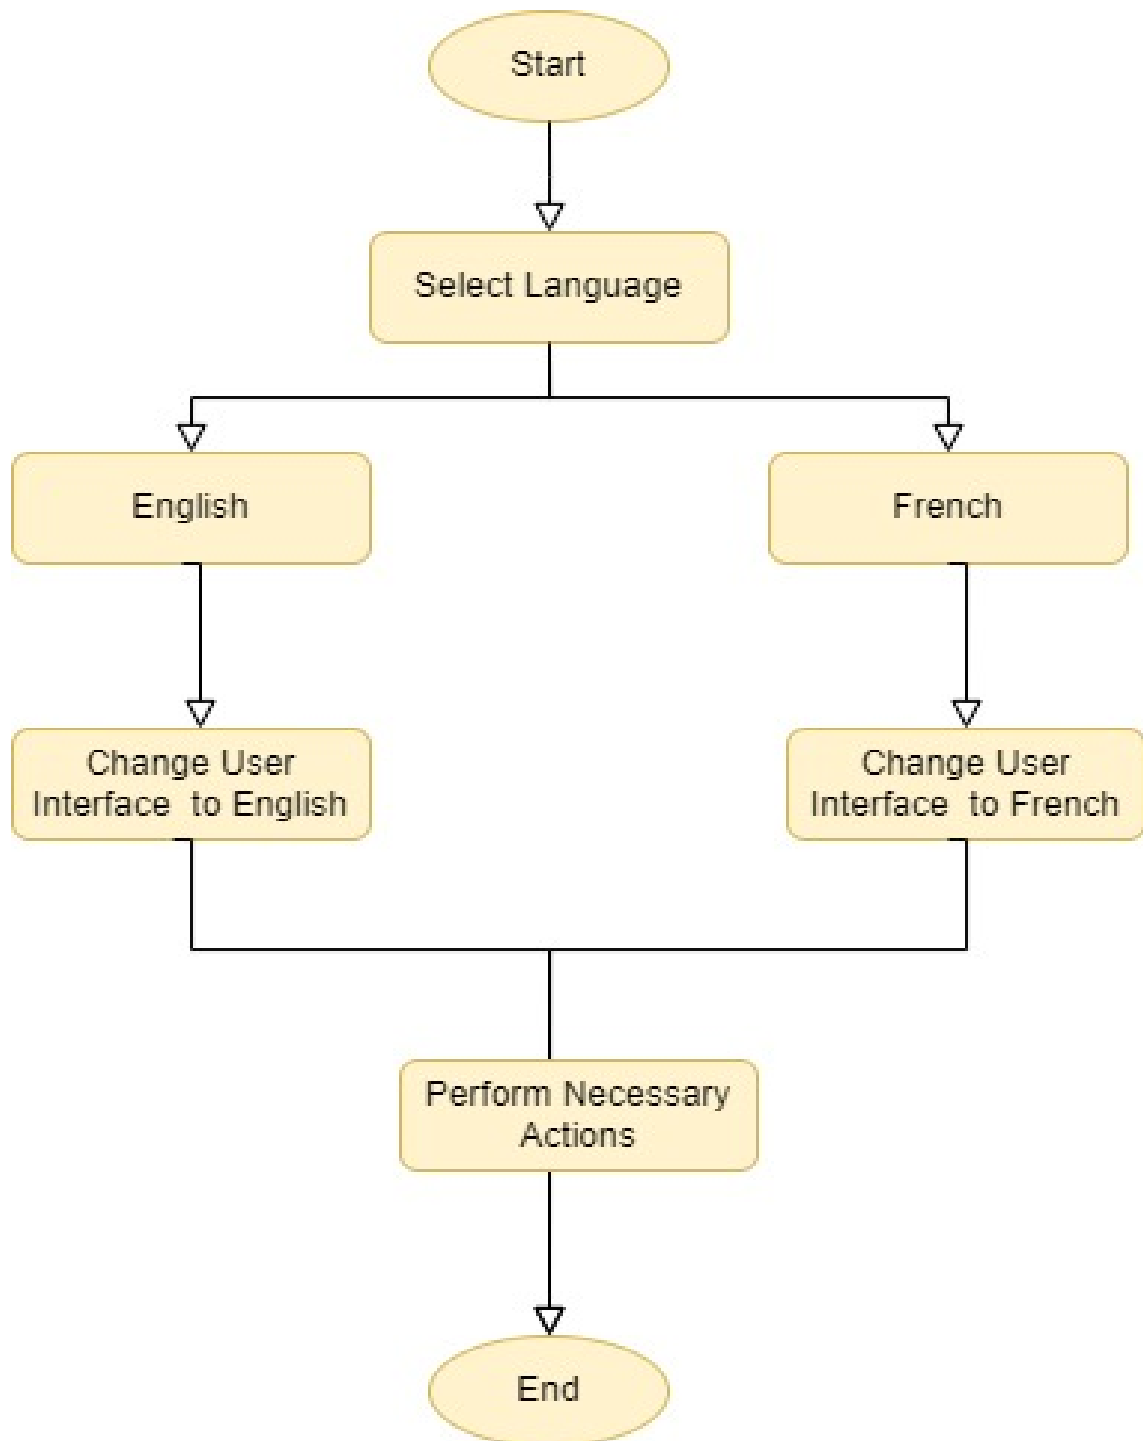 Start
Select Language
English
French
Change User
Interface  to English
Change User
Interface  to French
Perform Necessary
Actions
End